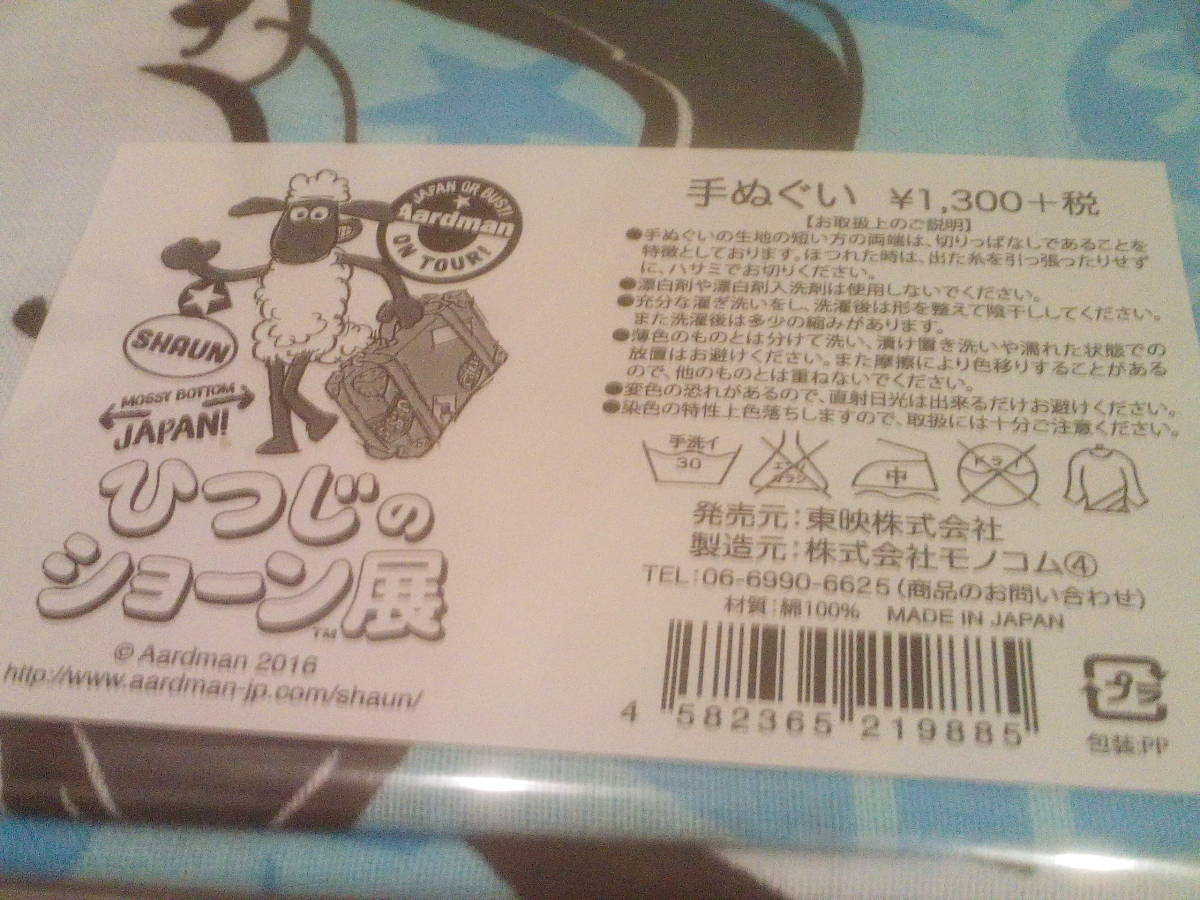 JAPAN OR BUST!
Aardman
ON TOUR!
SHAUN
MOSSY BOTTOM
JAPAN!
ひつじの
ショーン展
TM
© Aardman 2016
http://www.aardman-jp.com/shaun/
手ぬぐい ¥1,300+税
【お取扱上のご説明】
●手ぬぐいの生地の短い方の両端は、切りっぱなしであることを
特徴としております。ほつれた時は、出た糸を引っ張ったりせず
に、ハサミでお切りください。
●漂白剤や漂白剤入洗剤は使用しないでください。
●充分な濯ぎ洗いをし、洗濯後は形を整えて陰干ししてください。
また洗濯後は多少の縮みがあります。
●薄色のものとは分けて洗い、漬け置き洗いや濡れた状態での
放置はお避けください。また摩擦により色移りすることがある
ので、他のものとは重ねないでください。
●変色の恐れがあるので、直射日光は出来るだけお避けください。
●染色の特性上色落ちしますので、取扱には十分ご注意ください。
手洗イ
30
エンソ
サラシ
中
ドライ
発売元:東映株式会社
製造元:株式会社モノコム④
TEL:06-6990-6625(商品のお問い合わせ)
材質:綿100% MADE IN JAPAN
4 582365 219885
プラ
包装:PP